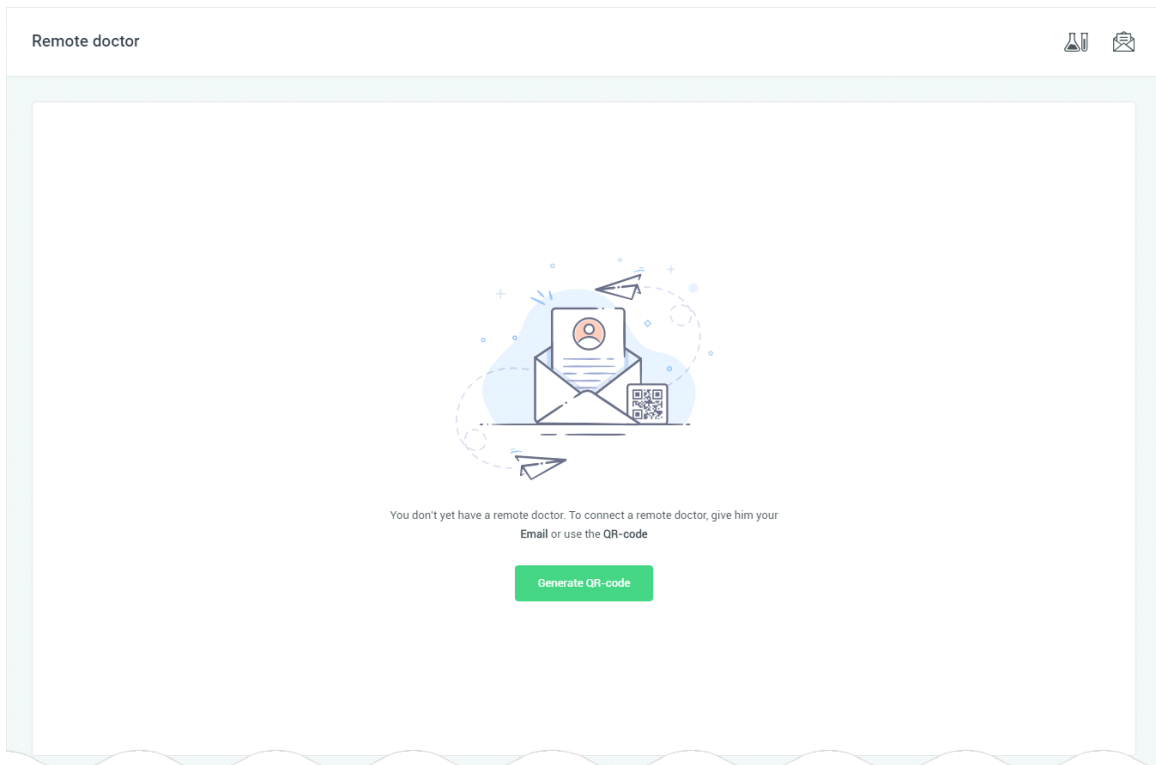 Remote doctor
You don't yet have a remote doctor. To connect a remote doctor, give him your
Email or use the QR-code
Generate QR-code